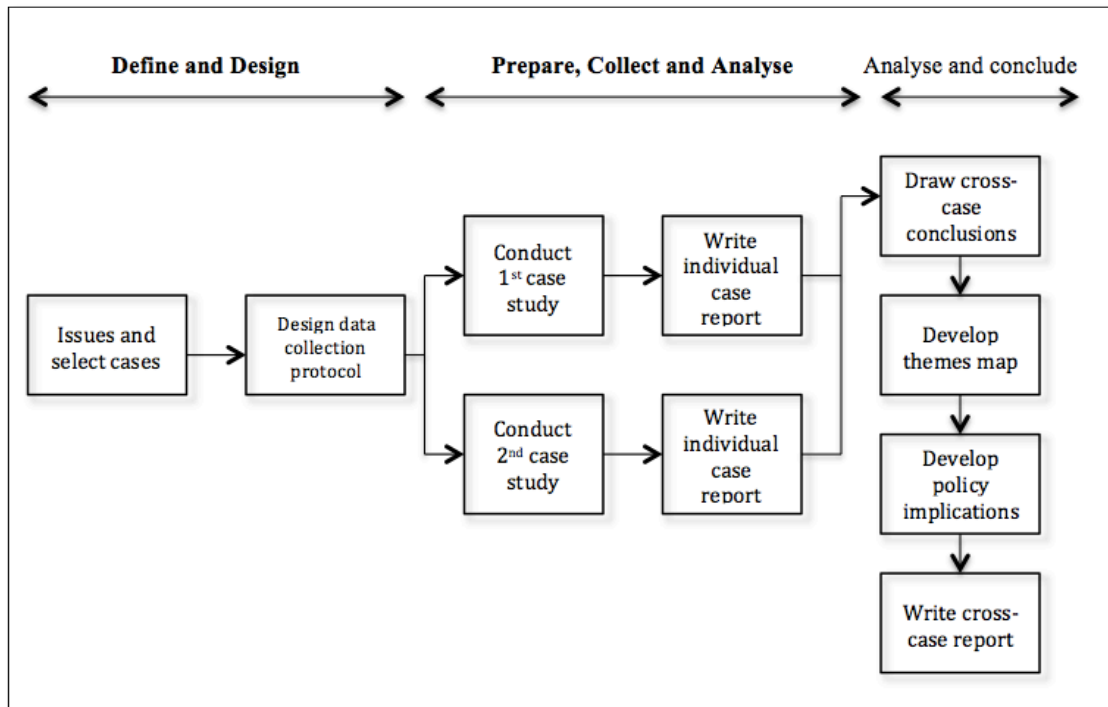 Define and Design
Prepare, Collect and Analyse
Analyse and conclude
Issues and
select cases
Design data
collection
protocol
Conduct
1st case
study
Write
individual
case
report
Conduct
2nd case
study
Write
individual
case
report
Draw cross-
case
conclusions
Develop
themes map
Develop
policy
implications
Write cross-
case report